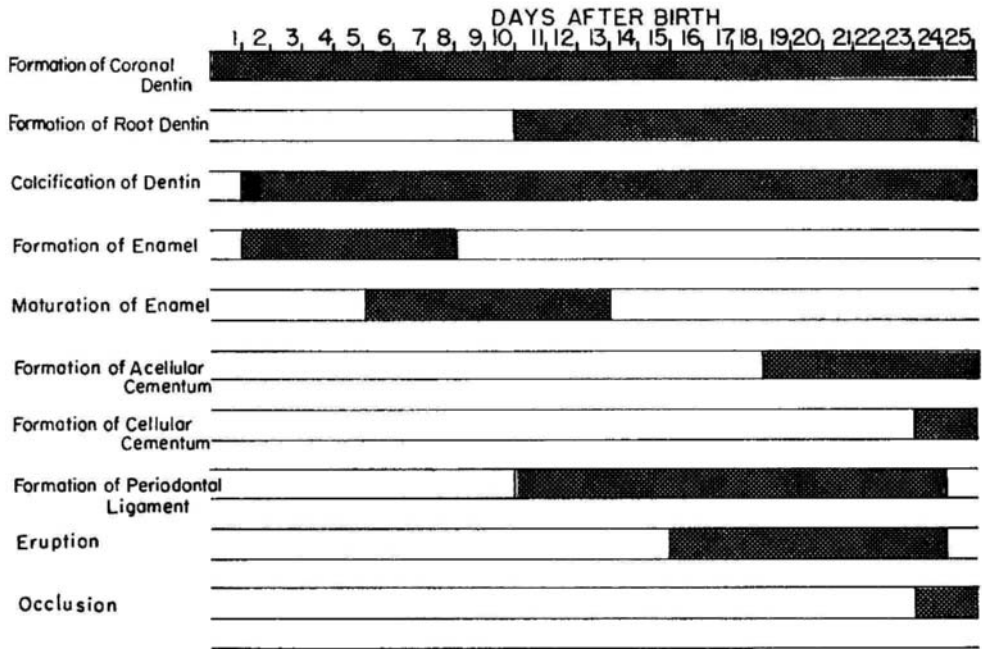 DAYS AFTER BIRTH
1 2 3 4 5 6 7 8 9 10 11 12 13 14 15 16 17 18 19 20 21 22 23 24 25
Formation of Coronal
Dentin
Formation of Root Dentin
Calcification of Dentin
Formation of Enamel
Maturation of Enamel
Formation of Acellular
Cementum
Formation of Cellular
Cementum
Formation of Periodontal
Ligament
Eruption
Occlusion